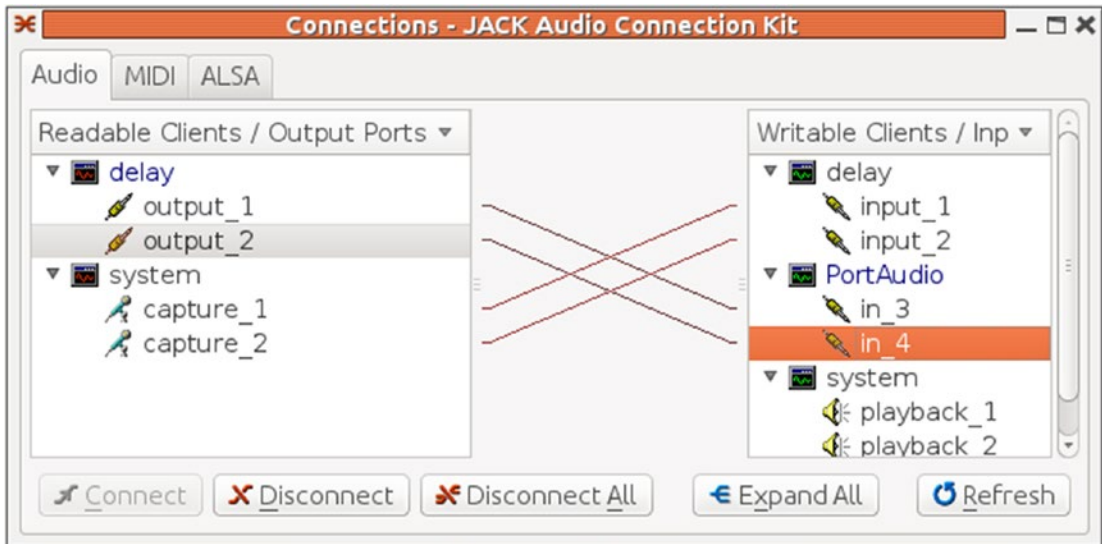 Connections - JACK Audio Connection Kit
Audio MIDI ALSA
Readable Clients / Output Ports
delay
output_1
output_2
system
capture_1
capture_2
Writable Clients / Inp
delay
input_1
input_2
PortAudio
in_3
in_4
system
playback_1
playback_2
Connect Disconnect Disconnect All Expand All Refresh